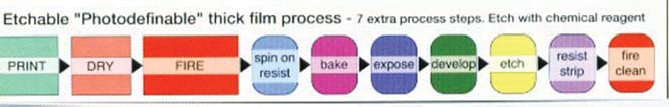 Etchable "Photodefinable" thick film process - 7 extra process steps. Etch with chemical reagent
PRINT
DRY
FIRE
spin on
resist
bake
expose
develop
etch
resist
strip
fire
clean